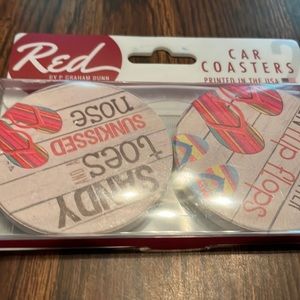 Red
BY P. GRAHAM DUNN
CAR
COASTERS
PRINTED IN THE USA
SANDY
toes
SUNKISSED
nose
flip flops